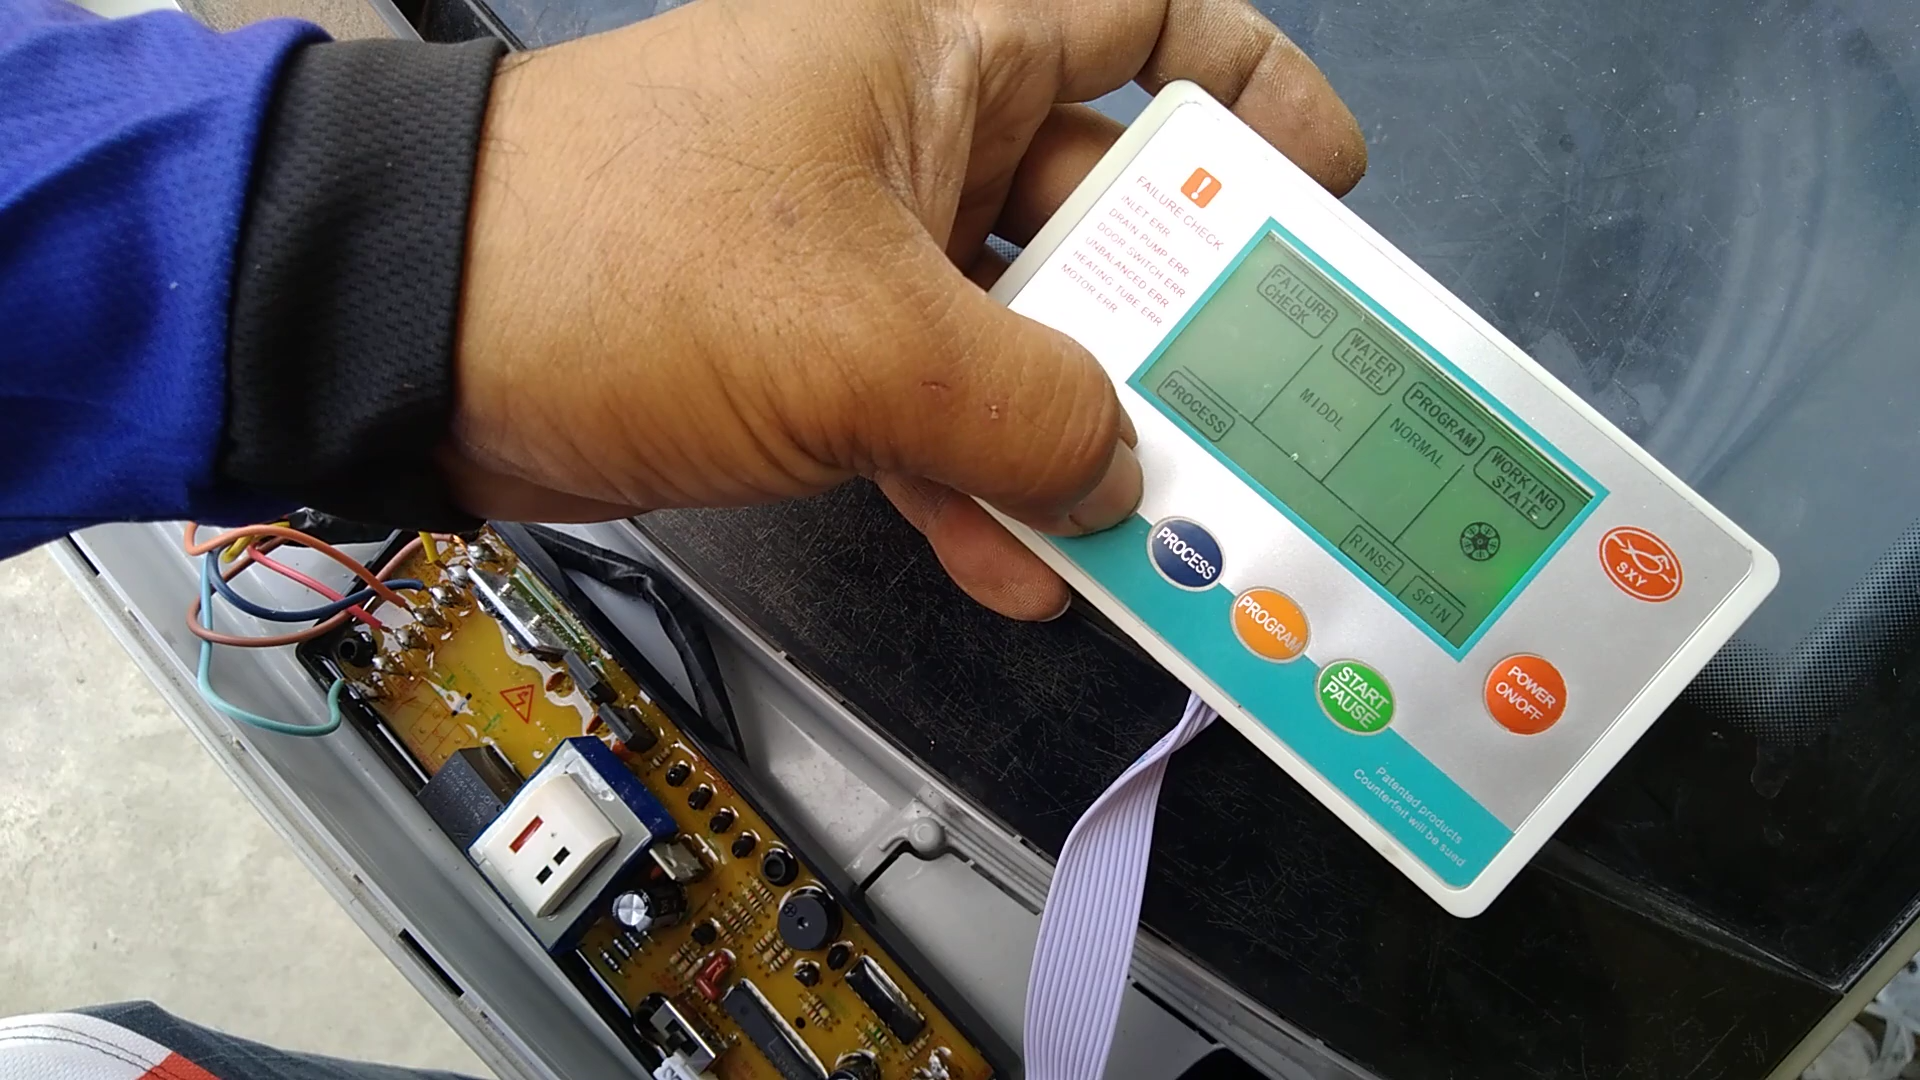 FAILURE CHECK
INLET ERR
DRAIN PUMP ERR
DOOR SWITCH ERR
UNBALANCED ERR
HEATING TUBE ERR
MOTOR ERR
FAILURE
CHECK
WATER
LEVEL
PROGRAM
WORKING
STATE
MIDDL
NORMAL
PROCESS
RINSE
SPIN
SXY
PROCESS
PROGRAM
START
PAUSE
POWER
ON/OFF
Patented products
Counterfeit will be sued